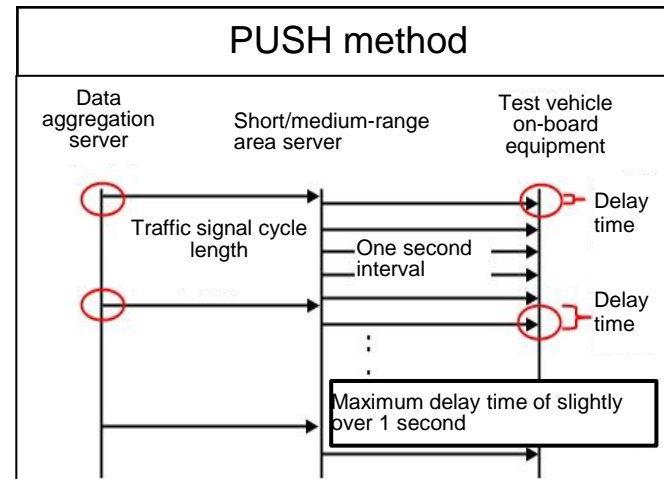 PUSH method
Data
aggregation
server
Short/medium-range
area server
Test vehicle
on-board
equipment
Delay
time
Traffic signal cycle
length
One second
interval
Delay
time
Maximum delay time of slightly
over 1 second